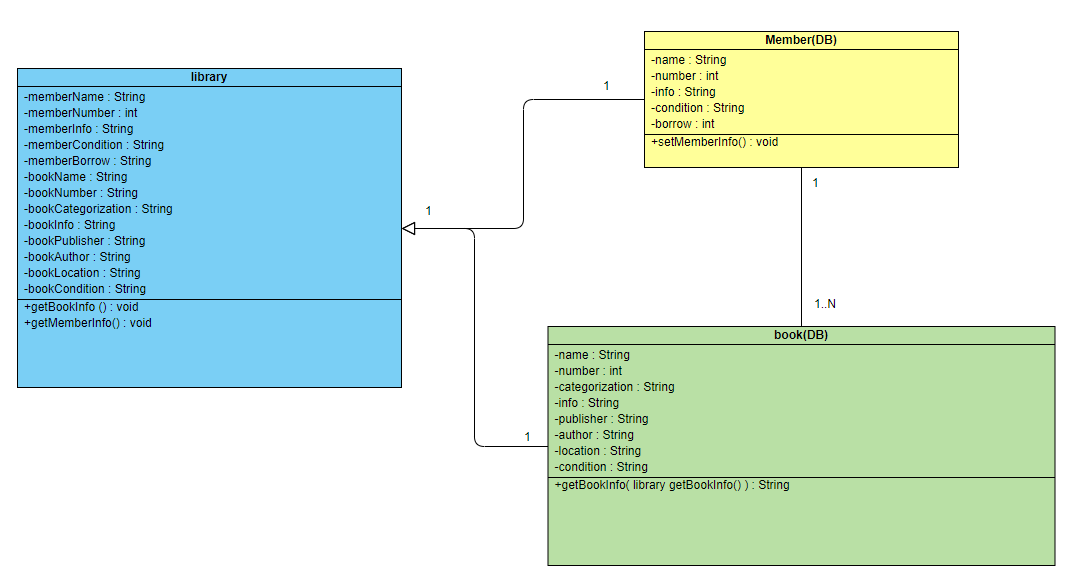 library
-memberName : String
-memberNumber : int
-memberInfo : String
-memberCondition : String
-memberBorrow : String
-bookName : String
-bookNumber : String
-bookCategorization : String
-bookInfo : String
-bookPublisher : String
-bookAuthor : String
-bookLocation : String
-bookCondition : String
+getBookInfo () : void
+getMemberInfo() : void
1
1
Member(DB)
-name : String
-number : int
-info : String
-condition : String
-borrow : int
+setMemberInfo() : void
1
1..N
1
book(DB)
-name : String
-number : int
-categorization : String
-info : String
-publisher : String
-author : String
-location : String
-condition : String
+getBookInfo( library getBookInfo() ) : String